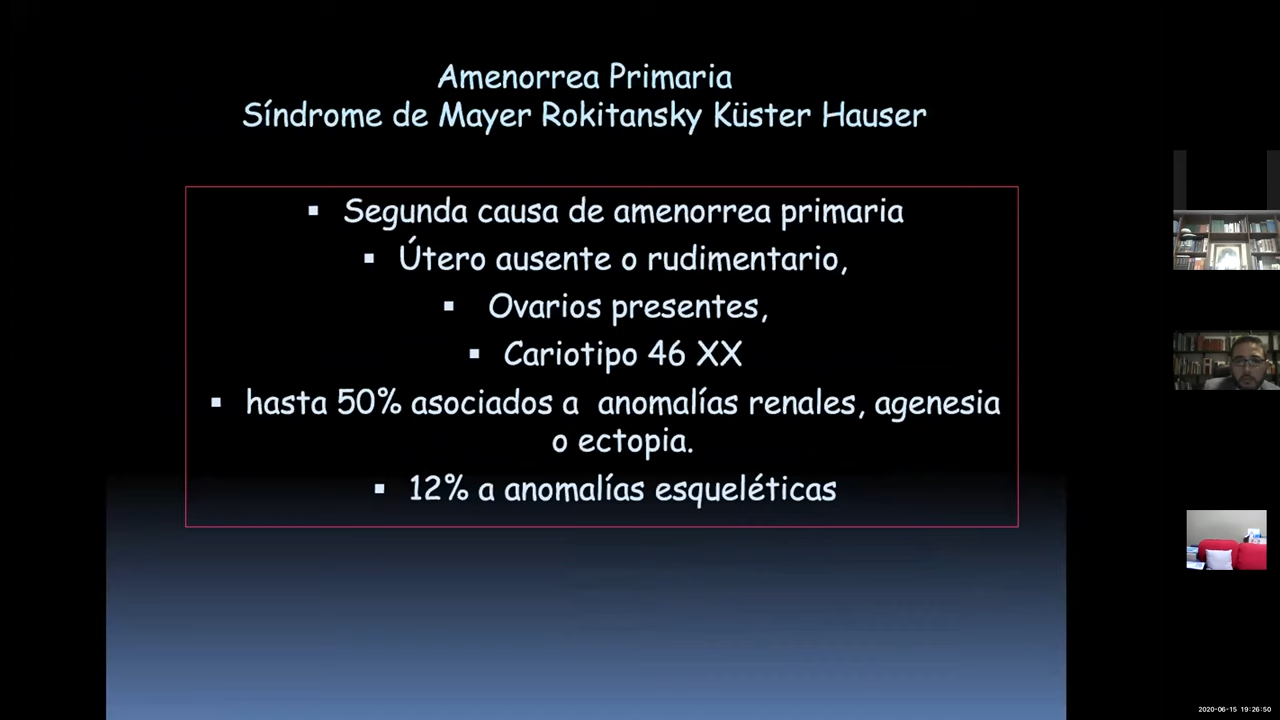 Amenorrea Primaria
Síndrome de Mayer Rokitansky Küster Hauser
▪ Segunda causa de amenorrea primaria
▪ Útero ausente o rudimentario,
▪ Ovarios presentes,
▪ Cariotipo 46 XX
▪ hasta 50% asociados a anomalías renales, agenesia
o ectopia.
▪ 12% a anomalías esqueléticas
2020-06-15 19:26:50